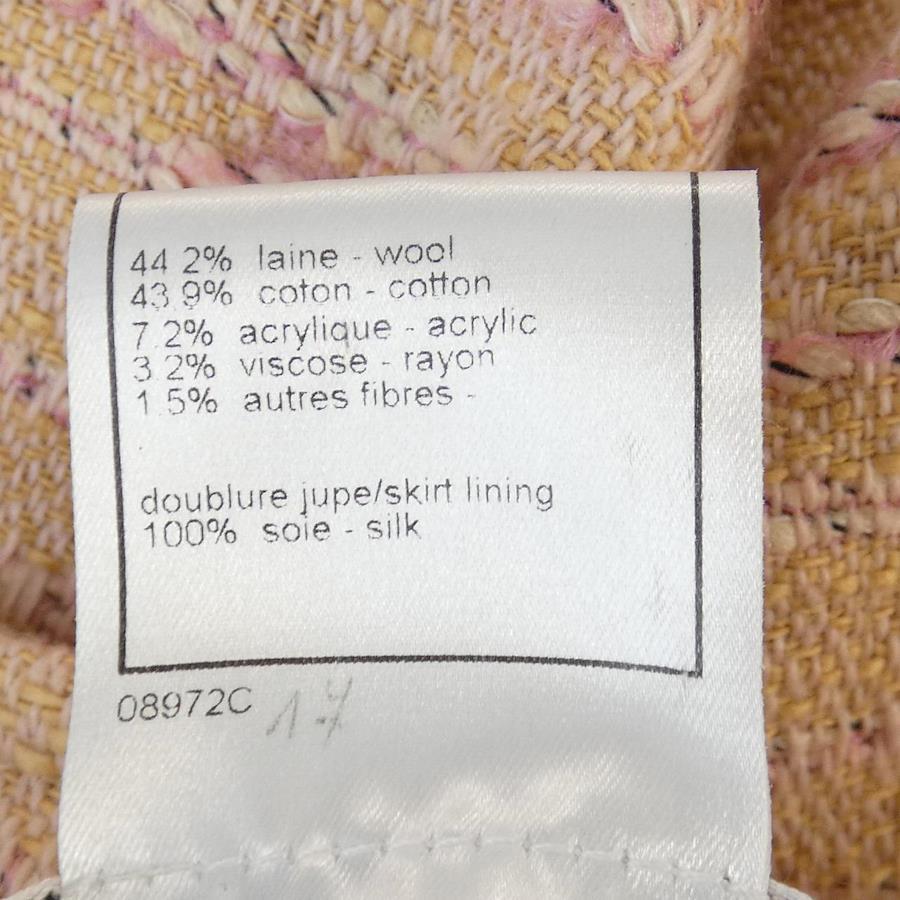 44.2% laine - wool
43.9% coton - cotton
7.2% acrylique - acrylic
3.2% viscose - rayon
1.5% autres fibres -
doublure jupe/skirt lining
100% soie - silk
08972C 17